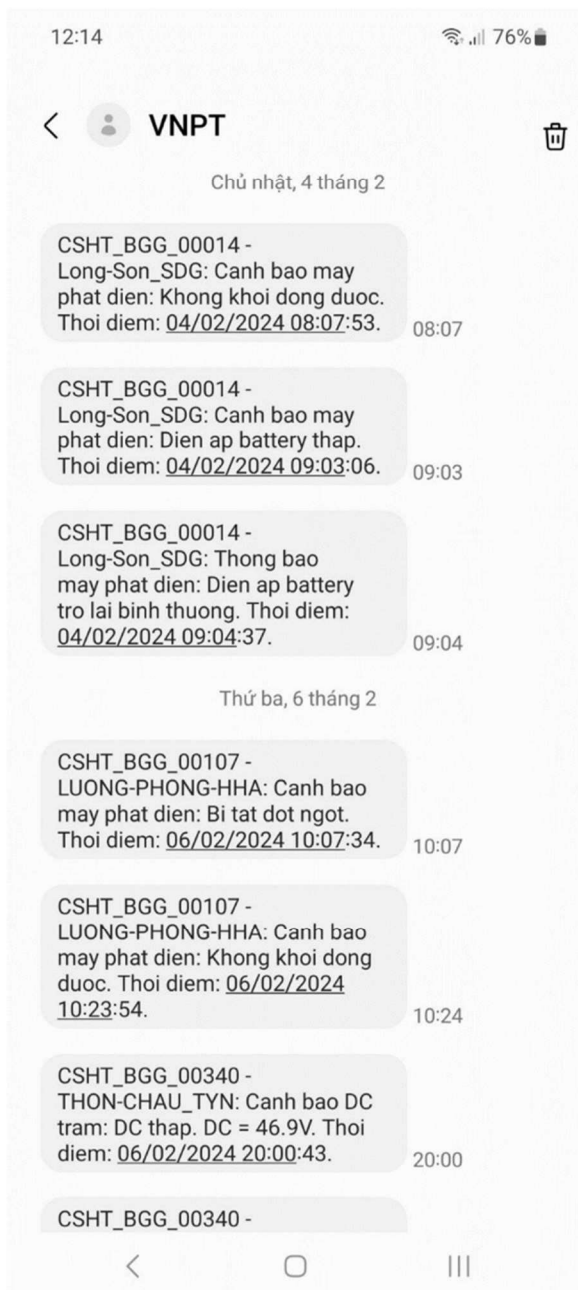 12:14
76%
VNPT
Chủ nhật, 4 tháng 2
CSHT_BGG_00014 -
Long-Son_SDG: Canh bao may
phat dien: Khong khoi dong duoc.
Thoi diem: 04/02/2024 08:07:53.
08:07
CSHT_BGG_00014 -
Long-Son_SDG: Canh bao may
phat dien: Dien ap battery thap.
Thoi diem: 04/02/2024 09:03:06.
09:03
CSHT_BGG_00014 -
Long-Son_SDG: Thong bao
may phat dien: Dien ap battery
tro lai binh thuong. Thoi diem:
04/02/2024 09:04:37.
09:04
Thứ ba, 6 tháng 2
CSHT_BGG_00107 -
LUONG-PHONG-HHA: Canh bao
may phat dien: Bi tat dot ngot.
Thoi diem: 06/02/2024 10:07:34.
10:07
CSHT_BGG_00107 -
LUONG-PHONG-HHA: Canh bao
may phat dien: Khong khoi dong
duoc. Thoi diem: 06/02/2024
10:23:54.
10:24
CSHT_BGG_00340 -
THON-CHAU_TYN: Canh bao DC
tram: DC thap. DC = 46.9V. Thoi
diem: 06/02/2024 20:00:43.
20:00
CSHT_BGG_00340 -